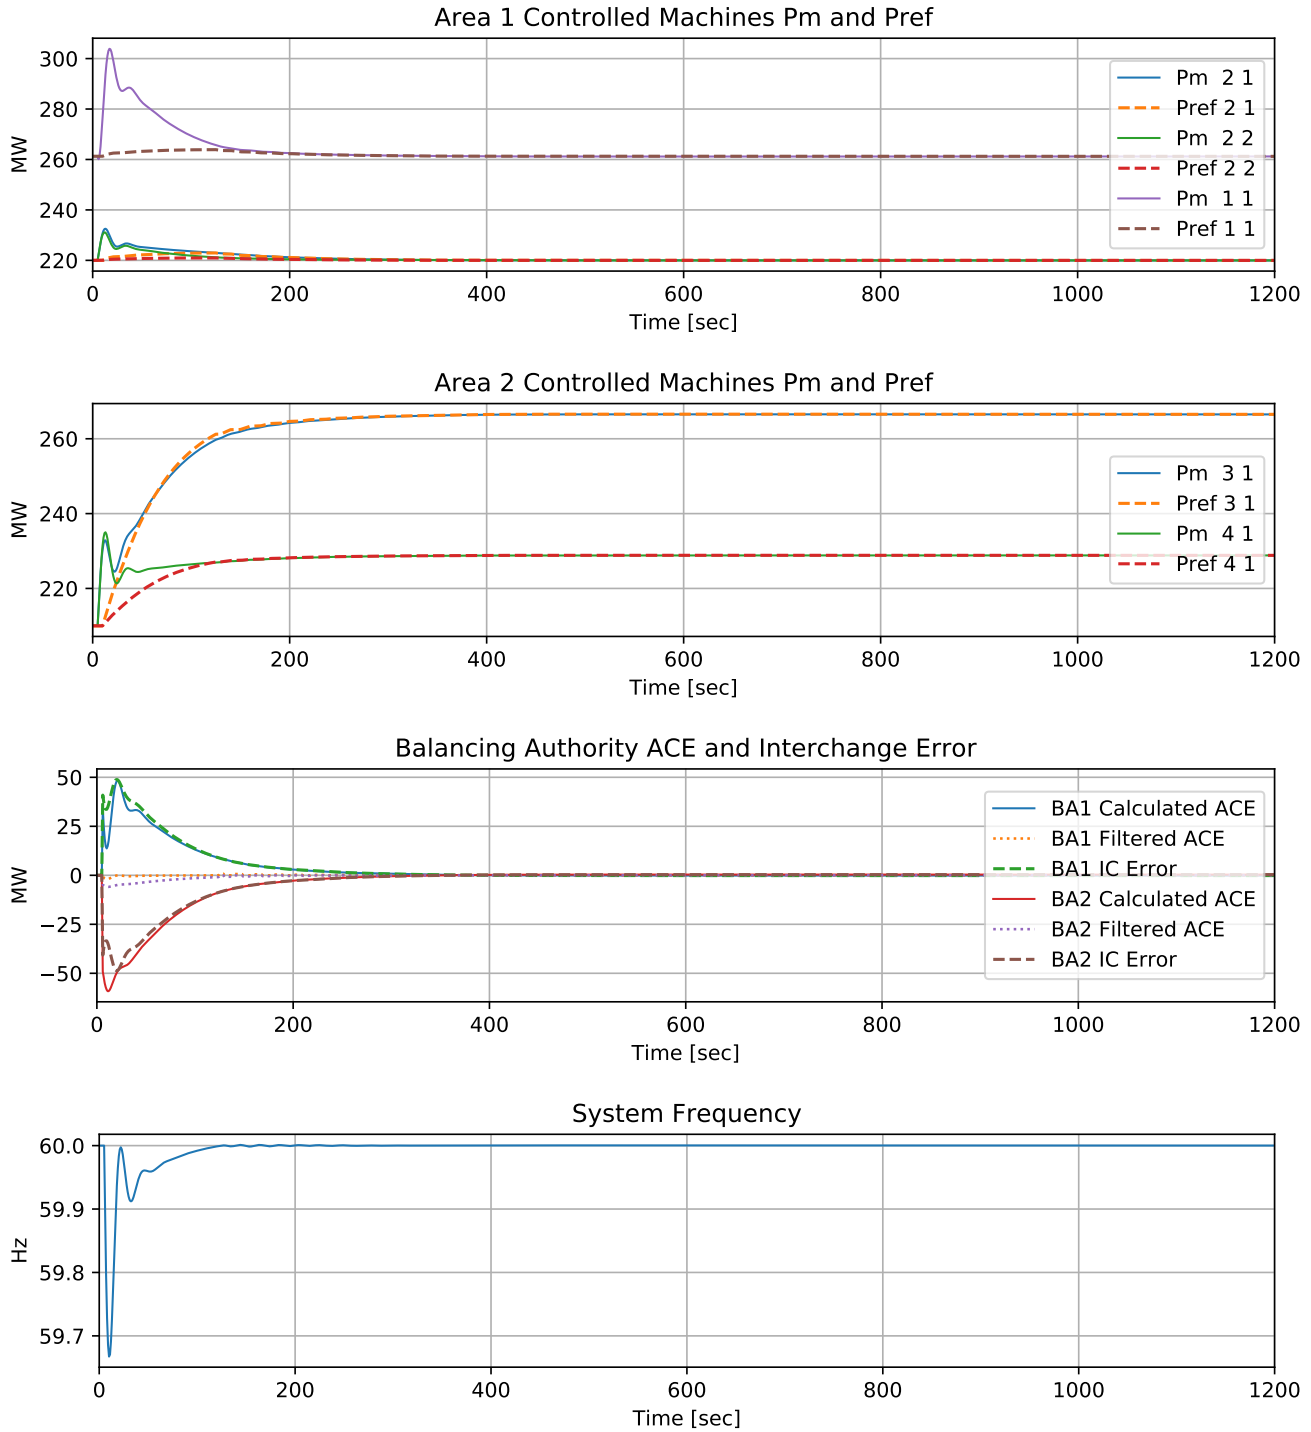 Area 1 Controlled Machines Pm and Pref
300
280
260
240
220
MW
Pm 2 1
Pref 2 1
Pm 2 2
Pref 2 2
Pm 1 1
Pref 1 1
0 200 400 600 800 1000 1200
Time [sec]
Area 2 Controlled Machines Pm and Pref
260
240
220
MW
Pm 3 1
Pref 3 1
Pm 4 1
Pref 4 1
0 200 400 600 800 1000 1200
Time [sec]
Balancing Authority ACE and Interchange Error
50
25
0
−25
−50
MW
BA1 Calculated ACE
BA1 Filtered ACE
BA1 IC Error
BA2 Calculated ACE
BA2 Filtered ACE
BA2 IC Error
0 200 400 600 800 1000 1200
Time [sec]
System Frequency
60.0
59.9
59.8
59.7
Hz
0 200 400 600 800 1000 1200
Time [sec]